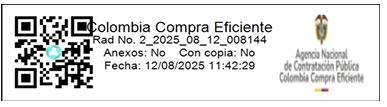 Colombia Compra Eficiente
Rad No. 2_2025_08_12_008144
Anexos: No Con copia: No
Fecha: 12/08/2025 11:42:29
Agencia Nacional
de Contratación Pública
Colombia Compra Eficiente